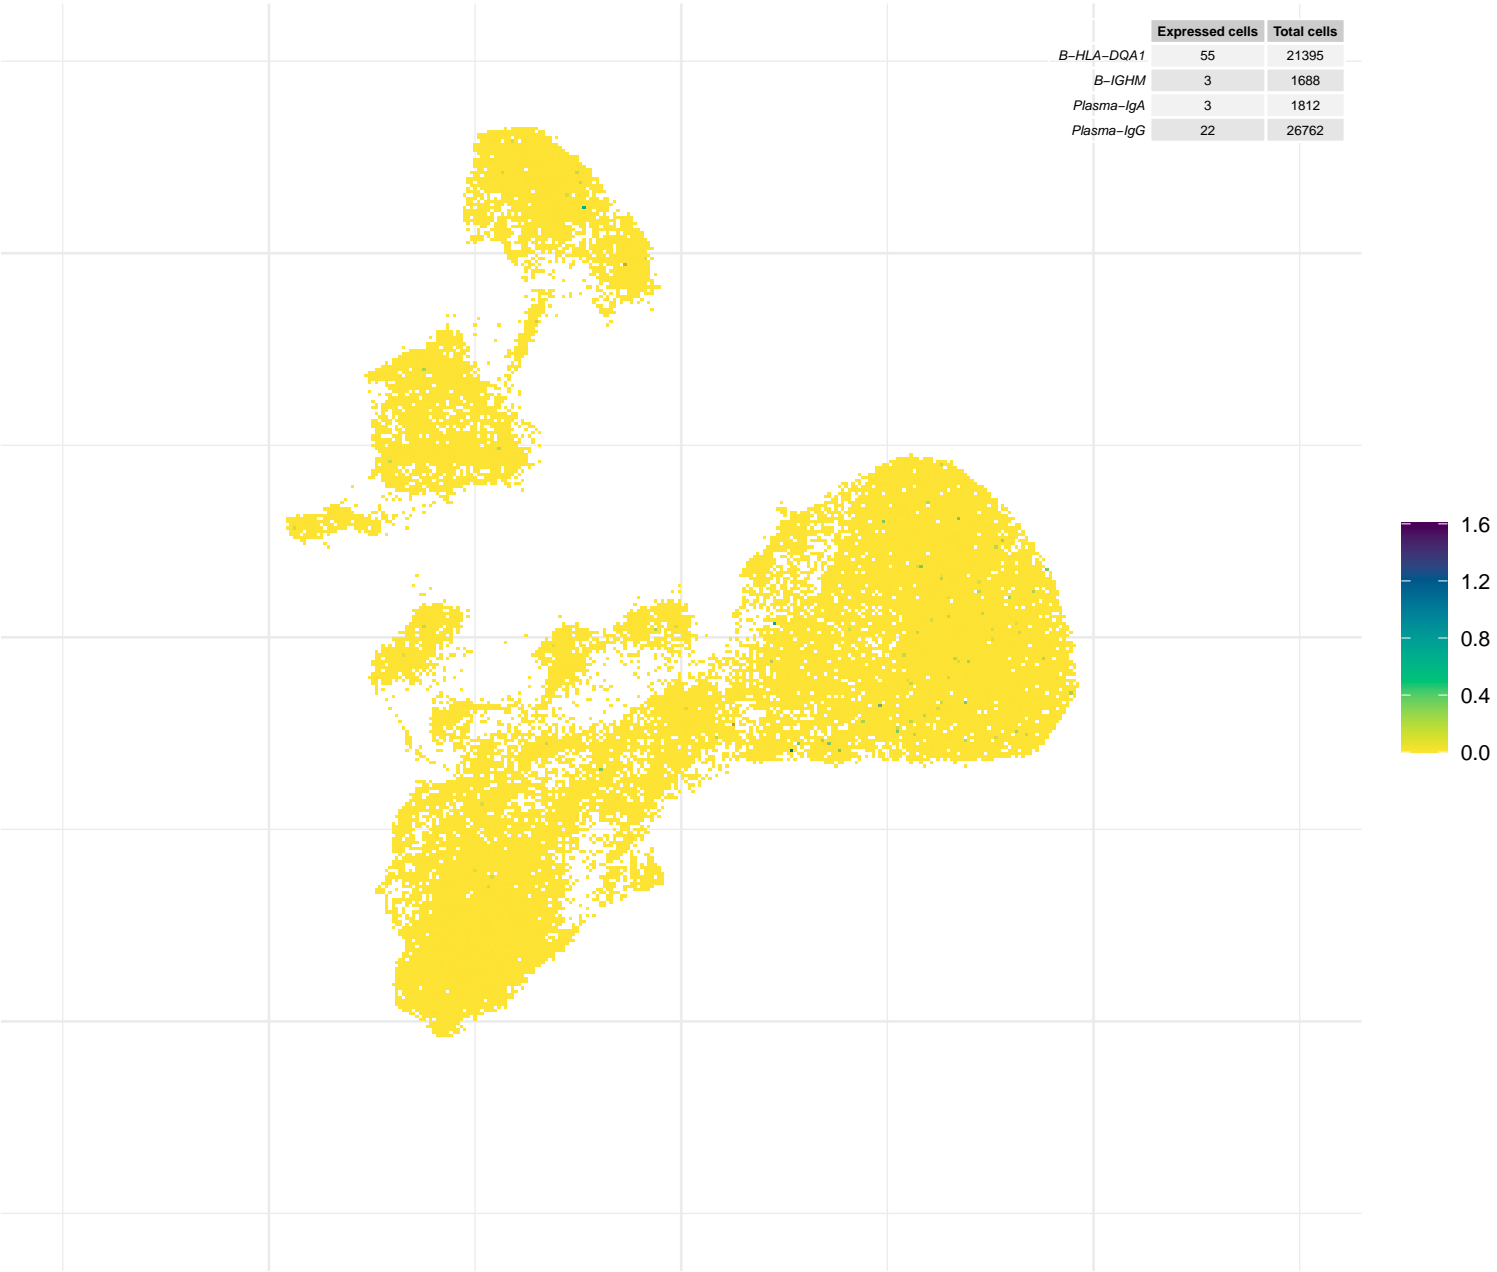 Expressed cells Total cells
B−HLA−DQA1 55 21395
B−IGHM 3 1688
Plasma−IgA 3 1812
Plasma−IgG 22 26762
1.6
1.2
0.8
0.4
0.0